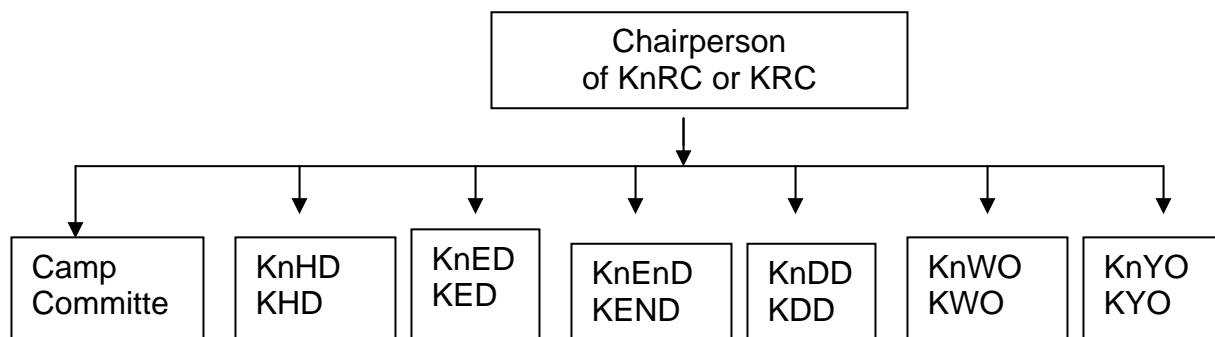 Chairperson
of KnRC or KRC
Camp
Committe
KnHD
KHD
KnED
KED
KnEnD
KEND
KnDD
KDD
KnWO
KWO
KnYO
KYO